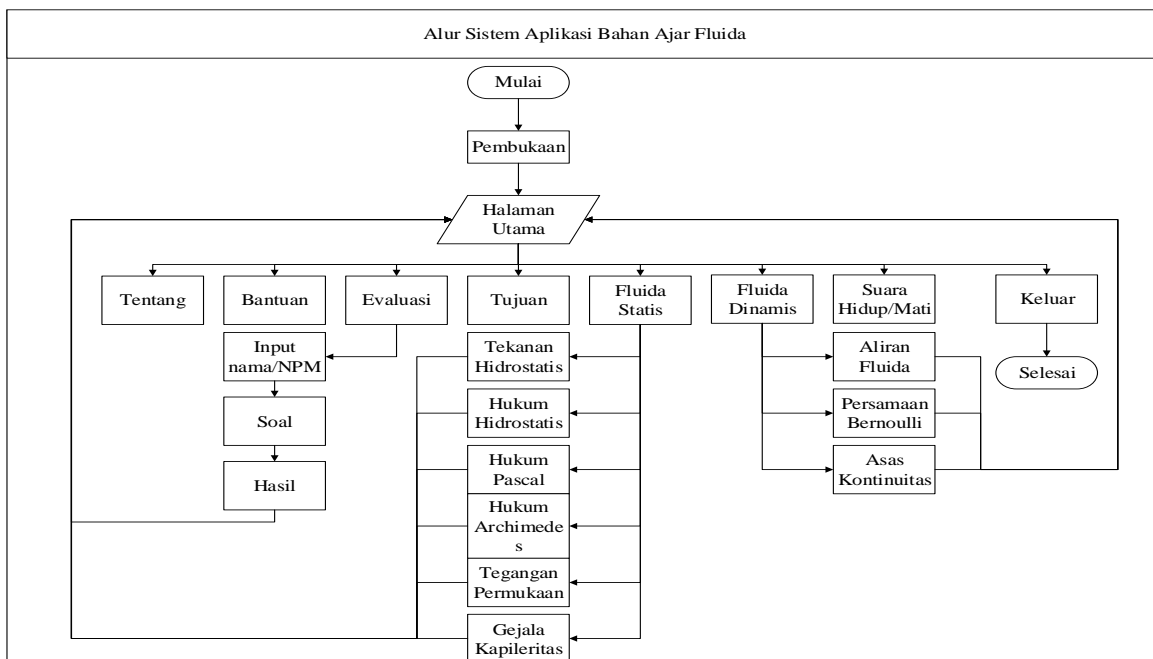 Alur Sistem Aplikasi Bahan Ajar Fluida
Mulai
Pembukaan
Halaman
Utama
Tentang
Bantuan
Evaluasi
Tujuan
Fluida
Statis
Fluida
Dinamis
Suara
Hidup/Mati
Keluar
Input
nama/NPM
Soal
Hasil
Tekanan
Hidrostatis
Hukum
Hidrostatis
Hukum
Pascal
Hukum
Archimede
s
Tegangan
Permukaan
Gejala
Kapileritas
Aliran
Fluida
Persamaan
Bernoulli
Asas
Kontinuitas
Selesai